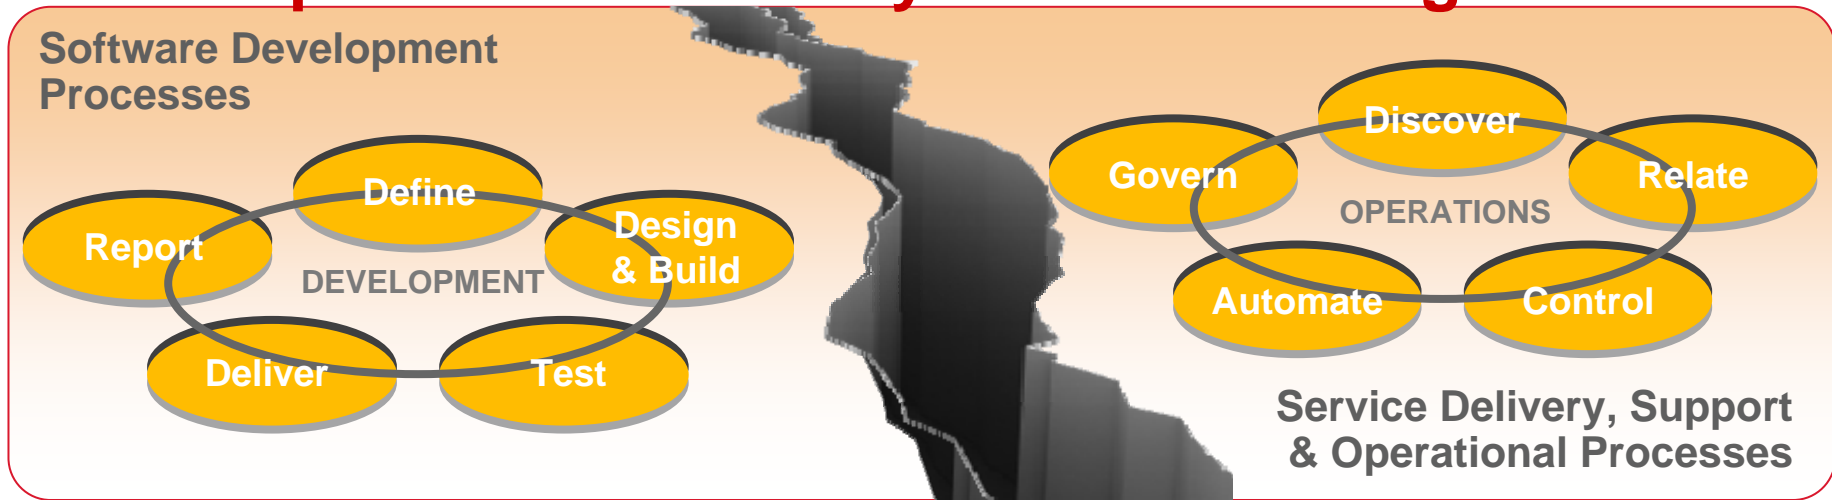 Software Development
Processes
Define
Report
Design
& Build
DEVELOPMENT
Deliver
Test
Discover
Govern
Relate
OPERATIONS
Automate
Control
Service Delivery, Support
& Operational Processes